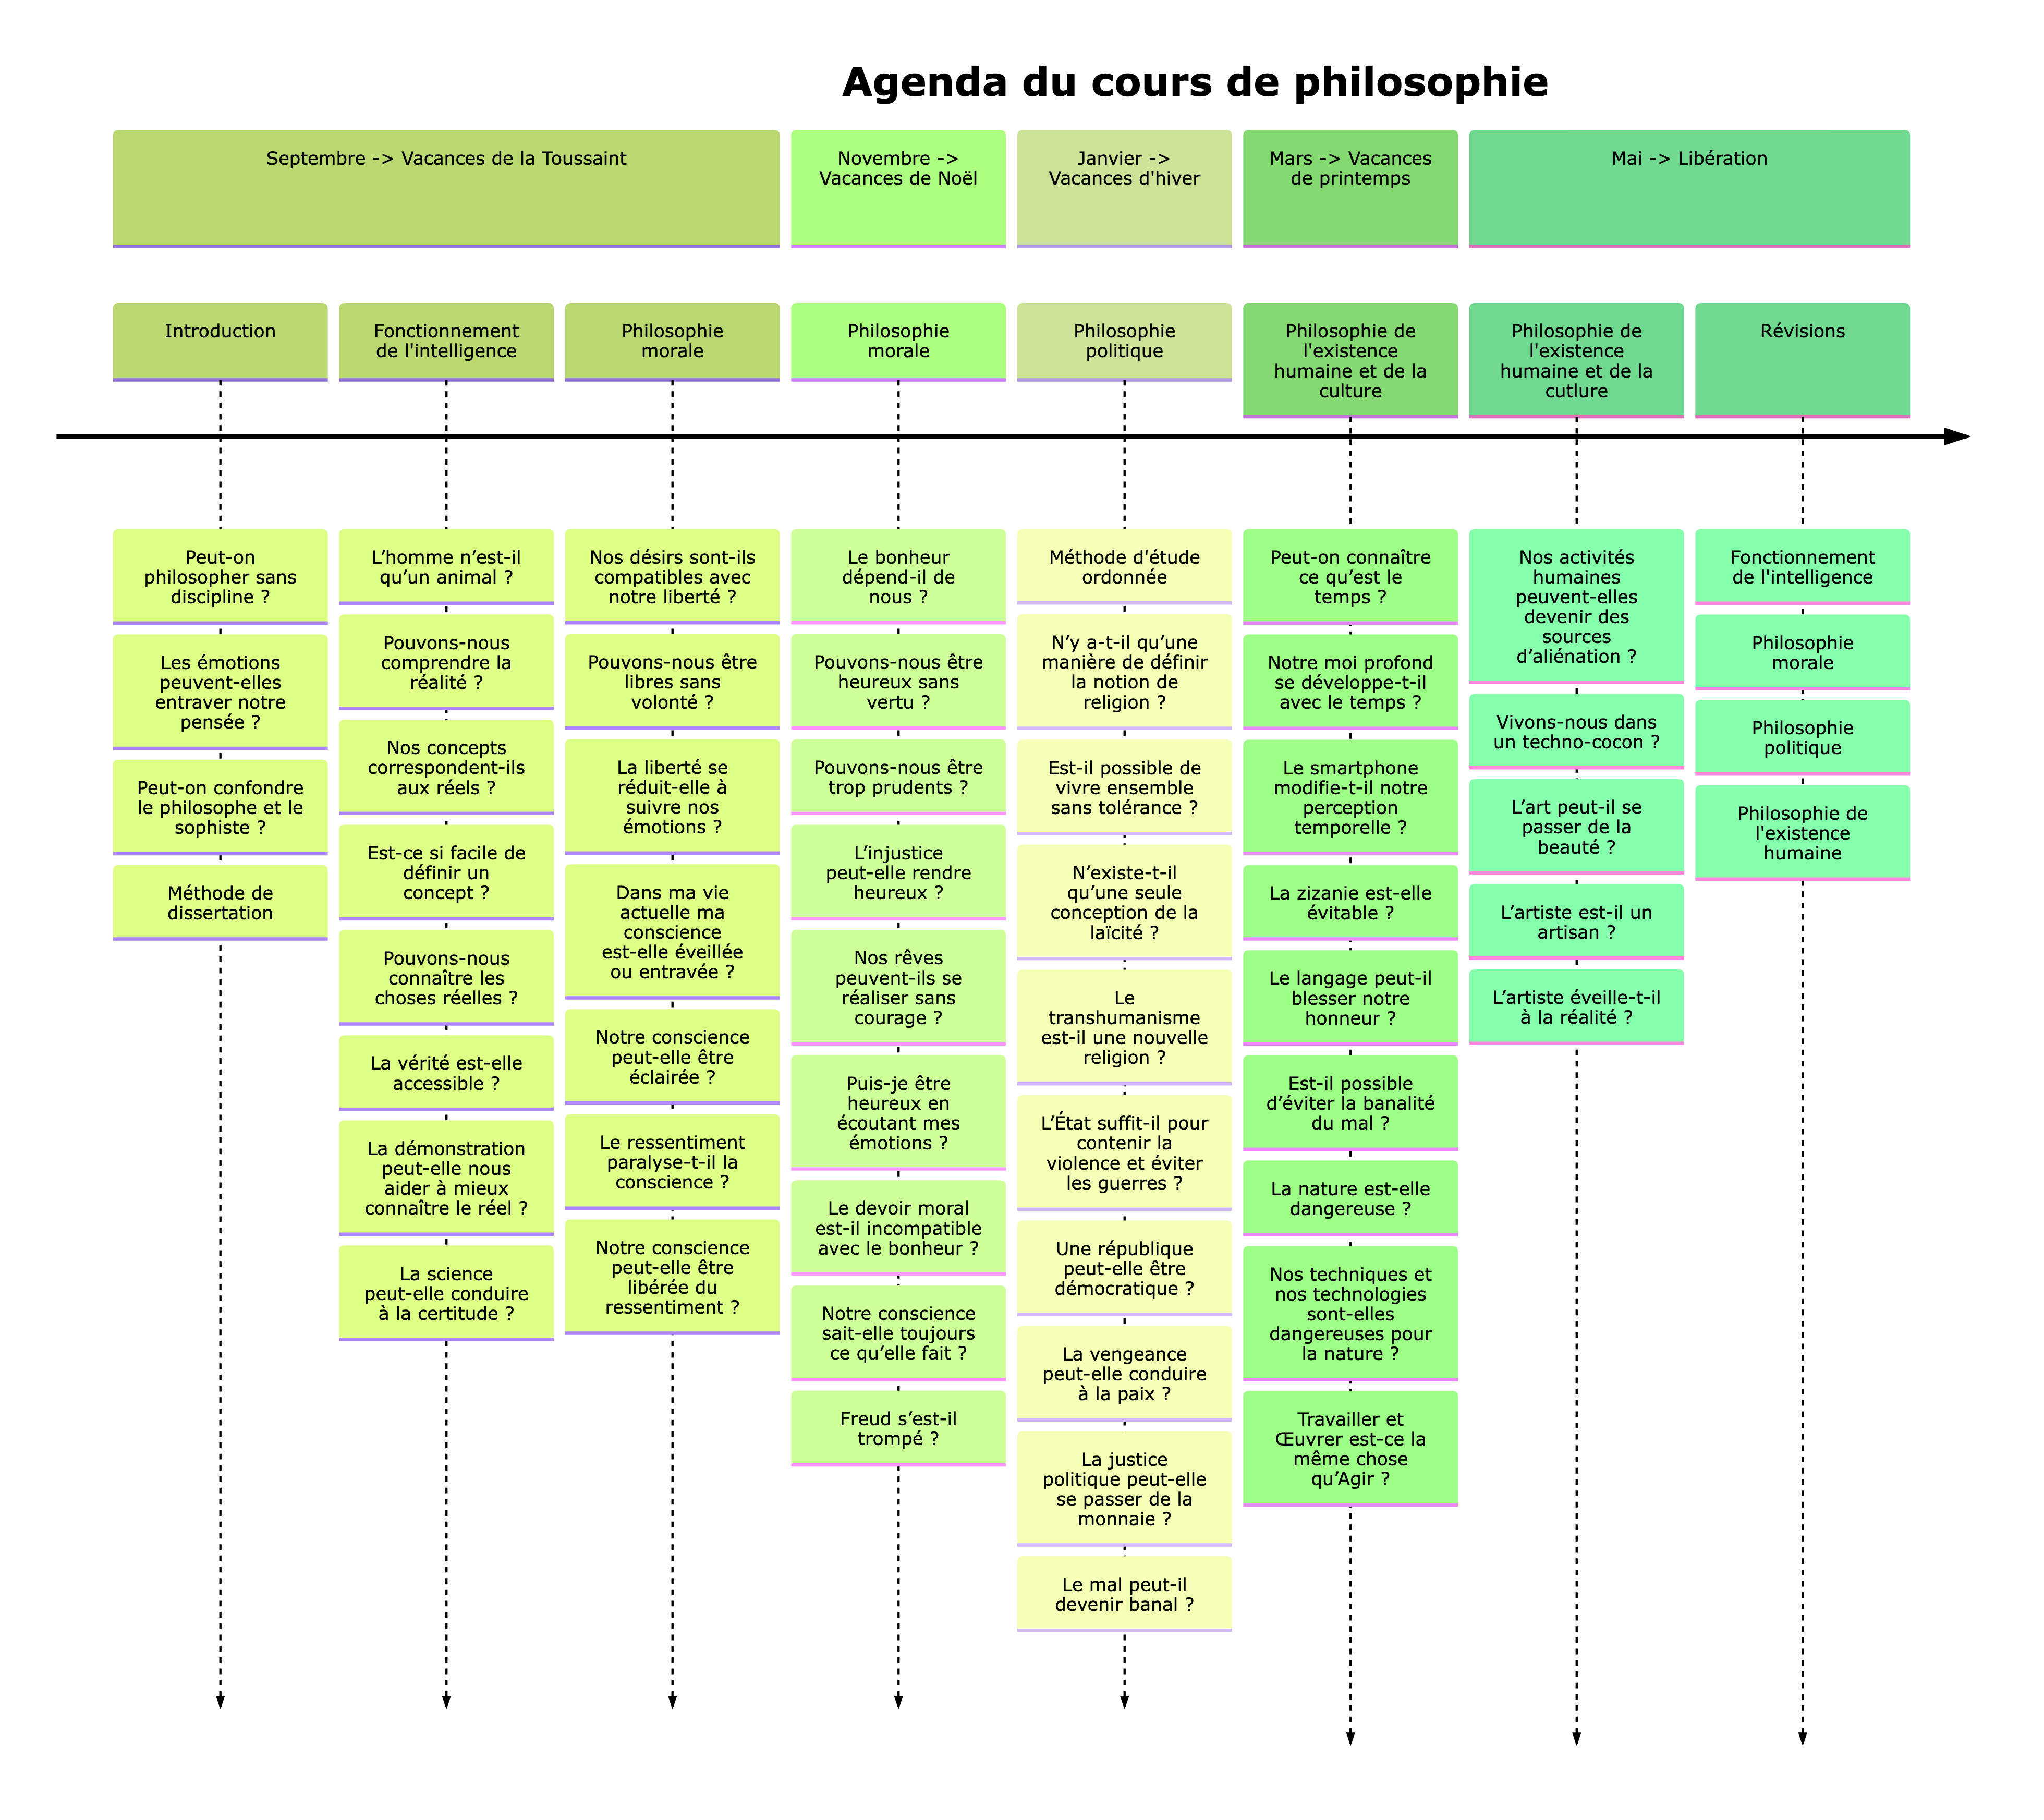 Agenda du cours de philosophie
Septembre -> Vacances de la Toussaint
Novembre ->
Vacances de Noël
Janvier ->
Vacances d'hiver
Mars -> Vacances
de printemps
Mai -> Libération
Introduction
Fonctionnement
de l'intelligence
Philosophie
morale
Philosophie
morale
Philosophie
politique
Philosophie de
l'existence
humaine et de la
culture
Philosophie de
l'existence
humaine et de la
cutlure
Révisions
Peut-on
philosopher sans
discipline ?
Les émotions
peuvent-elles
entraver notre
pensée ?
Peut-on confondre
le philosophe et le
sophiste ?
Méthode de
dissertation
L’homme n’est-il
qu’un animal ?
Pouvons-nous
comprendre la
réalité ?
Nos concepts
correspondent-ils
aux réels ?
Est-ce si facile de
définir un
concept ?
Pouvons-nous
connaître les
choses réelles ?
La vérité est-elle
accessible ?
La démonstration
peut-elle nous
aider à mieux
connaître le réel ?
La science
peut-elle conduire
à la certitude ?
Nos désirs sont-ils
compatibles avec
notre liberté ?
Pouvons-nous être
libres sans
volonté ?
La liberté se
réduit-elle à
suivre nos
émotions ?
Dans ma vie
actuelle ma
conscience
est-elle éveillée
ou entravée ?
Notre conscience
peut-elle être
éclairée ?
Le ressentiment
paralyse-t-il la
conscience ?
Notre conscience
peut-elle être
libérée du
ressentiment ?
Le bonheur
dépend-il de
nous ?
Pouvons-nous être
heureux sans
vertu ?
Pouvons-nous être
trop prudents ?
L’injustice
peut-elle rendre
heureux ?
Nos rêves
peuvent-ils se
réaliser sans
courage ?
Puis-je être
heureux en
écoutant mes
émotions ?
Le devoir moral
est-il incompatible
avec le bonheur ?
Notre conscience
sait-elle toujours
ce qu’elle fait ?
Freud s’est-il
trompé ?
Méthode d'étude
ordonnée
N’y a-t-il qu’une
manière de définir
la notion de
religion ?
Est-il possible de
vivre ensemble
sans tolérance ?
N’existe-t-il
qu’une seule
conception de la
laïcité ?
Le
transhumanisme
est-il une nouvelle
religion ?
L’État suffit-il pour
contenir la
violence et éviter
les guerres ?
Une république
peut-elle être
démocratique ?
La vengeance
peut-elle conduire
à la paix ?
La justice
politique peut-elle
se passer de la
monnaie ?
Le mal peut-il
devenir banal ?
Peut-on connaître
ce qu’est le
temps ?
Notre moi profond
se développe-t-il
avec le temps ?
Le smartphone
modifie-t-il notre
perception
temporelle ?
La zizanie est-elle
évitable ?
Le langage peut-il
blesser notre
honneur ?
Est-il possible
d’éviter la banalité
du mal ?
La nature est-elle
dangereuse ?
Nos techniques et
nos technologies
sont-elles
dangereuses pour
la nature ?
Travailler et
Œuvrer est-ce la
même chose
qu’Agir ?
Nos activités
humaines
peuvent-elles
devenir des
sources
d’aliénation ?
Vivons-nous dans
un techno-cocon ?
L’art peut-il se
passer de la
beauté ?
L’artiste est-il un
artisan ?
L’artiste éveille-t-il
à la réalité ?
Fonctionnement
de l'intelligence
Philosophie
morale
Philosophie
politique
Philosophie de
l'existence
humaine